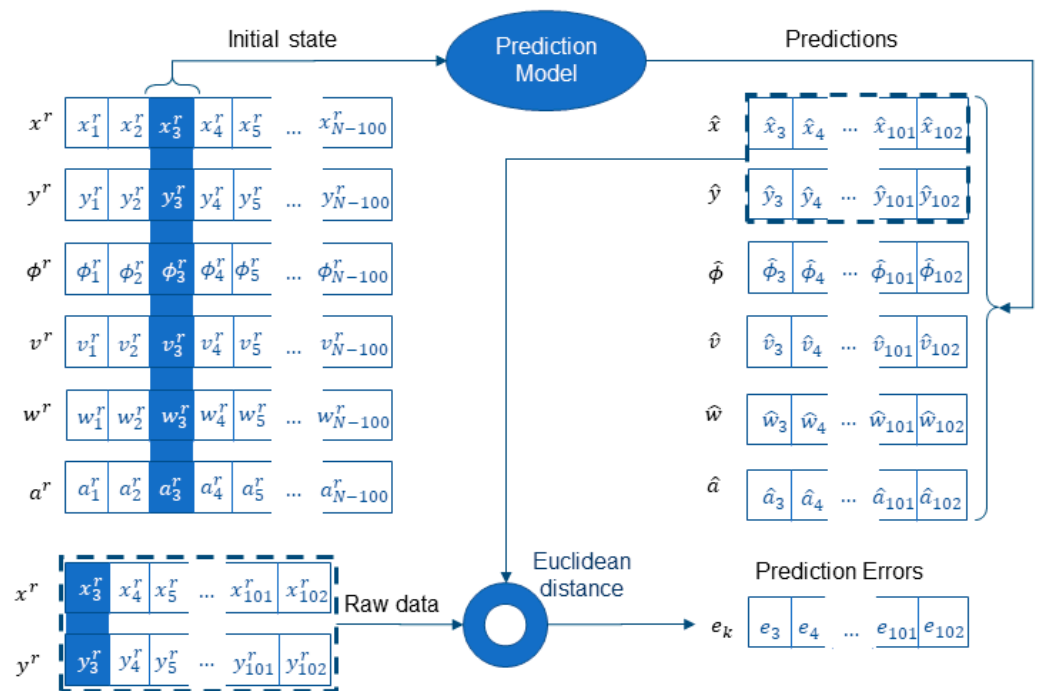 Initial state
Prediction Model
Predictions
x^r x_1^r x_2^r x_3^r x_4^r x_5^r ... x_{N-100}^r
x̂ x̂_3 x̂_4 ... x̂_101 x̂_102
y^r y_1^r y_2^r y_3^r y_4^r y_5^r ... y_{N-100}^r
ŷ ŷ_3 ŷ_4 ... ŷ_101 ŷ_102
ϕ^r ϕ_1^r ϕ_2^r ϕ_3^r ϕ_4^r ϕ_5^r ... ϕ_{N-100}^r
ϕ̂ ϕ̂_3 ϕ̂_4 ... ϕ̂_101 ϕ̂_102
v^r v_1^r v_2^r v_3^r v_4^r v_5^r ... v_{N-100}^r
v̂ v̂_3 v̂_4 ... v̂_101 v̂_102
w^r w_1^r w_2^r w_3^r w_4^r w_5^r ... w_{N-100}^r
ŵ ŵ_3 ŵ_4 ... ŵ_101 ŵ_102
a^r a_1^r a_2^r a_3^r a_4^r a_5^r ... a_{N-100}^r
â â_3 â_4 ... â_101 â_102
x^r x_3^r x_4^r x_5^r ... x_101^r x_102^r
y^r y_3^r y_4^r y_5^r ... y_101^r y_102^r
Raw data
Euclidean
distance
Prediction Errors
e_k e_3 e_4 ... e_101 e_102